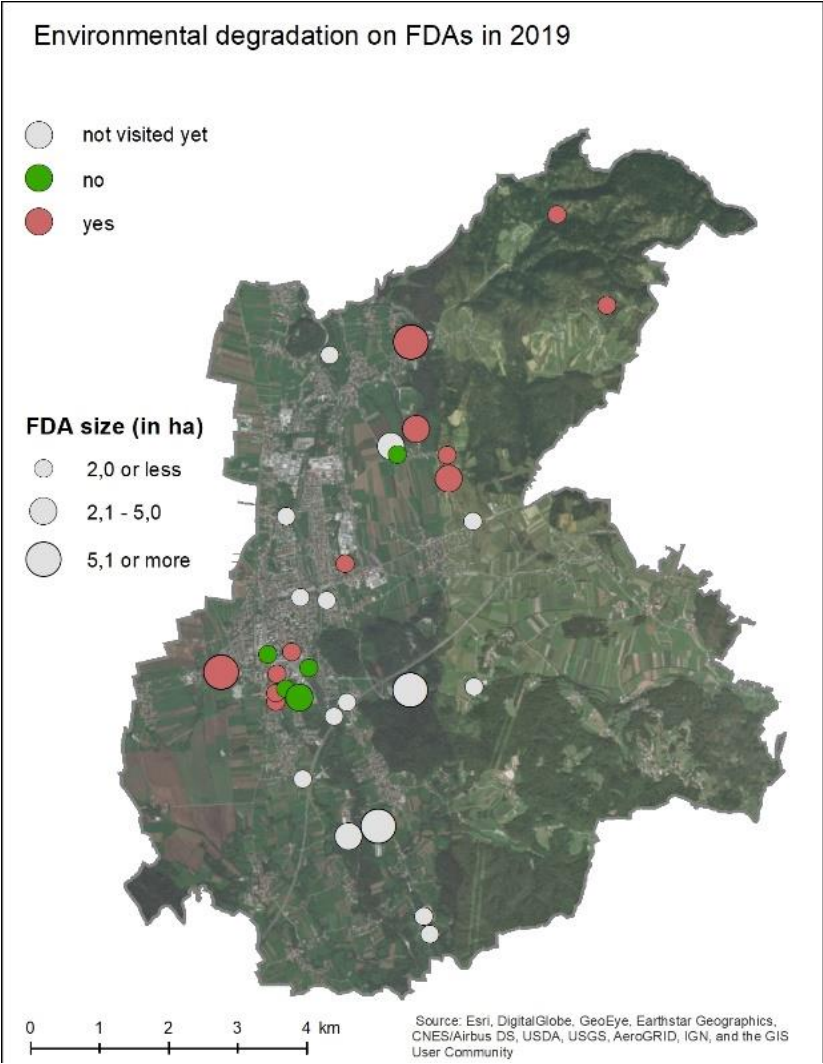 Environmental degradation on FDAs in 2019
not visited yet
no
yes
FDA size (in ha)
2,0 or less
2,1 - 5,0
5,1 or more
0 1 2 3 4 km
Source: Esri, DigitalGlobe, GeoEye, Earthstar Geographics,
CNES/Airbus DS, USDA, USGS, AeroGRID, IGN, and the GIS
User Community